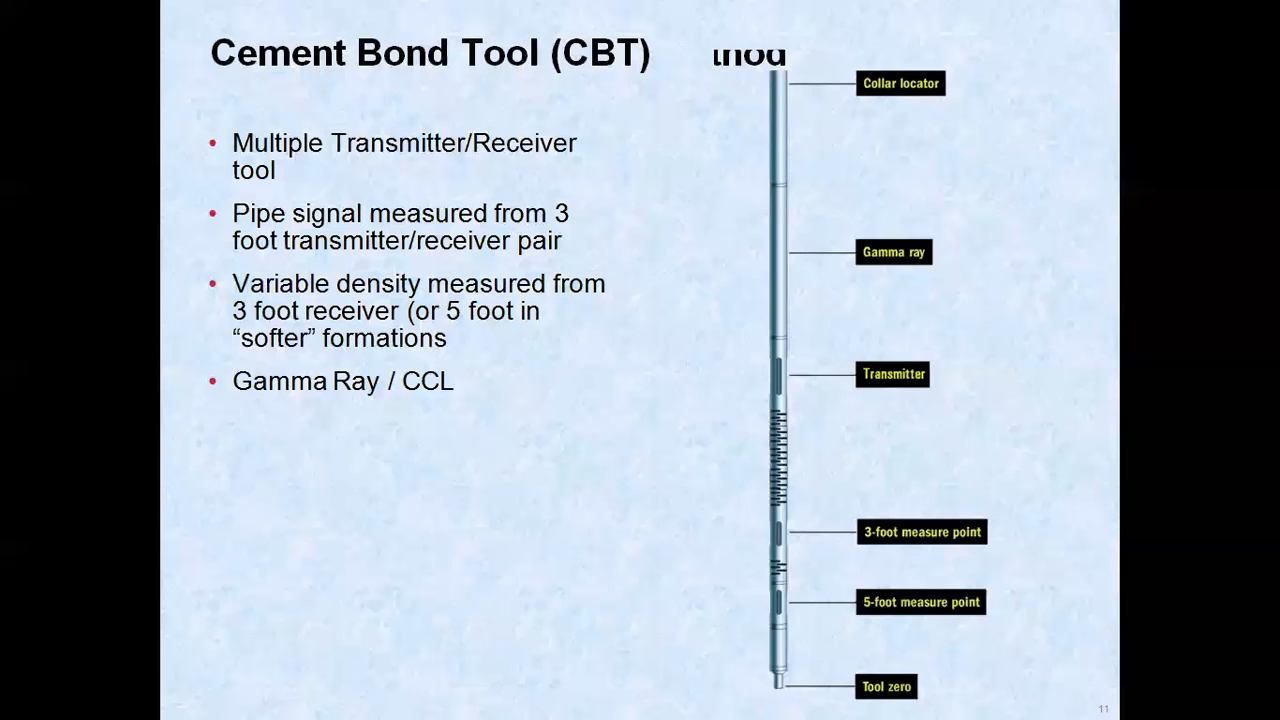 Cement Bond Tool (CBT)
• Multiple Transmitter/Receiver
tool
• Pipe signal measured from 3
foot transmitter/receiver pair
• Variable density measured from
3 foot receiver (or 5 foot in
“softer” formations
• Gamma Ray / CCL
Collar locator
Gamma ray
Transmitter
3-foot measure point
5-foot measure point
Tool zero
11